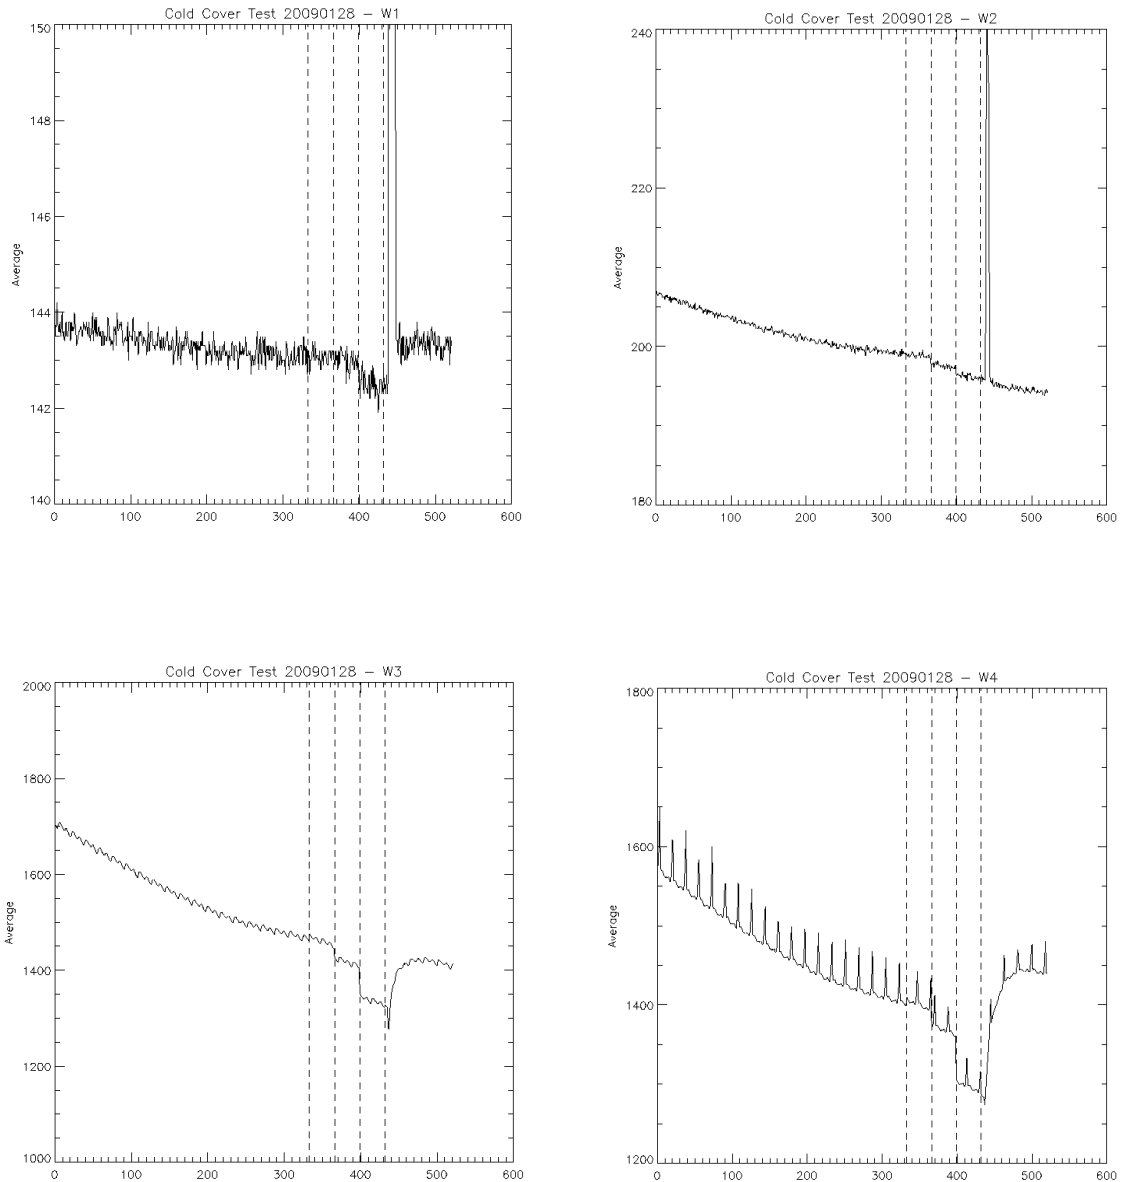 Cold Cover Test 20090128 – W1
150
148
146
144
142
140
Average
0 100 200 300 400 500 600
Cold Cover Test 20090128 – W2
240
220
200
180
Average
0 100 200 300 400 500 600
Cold Cover Test 20090128 – W3
2000
1800
1600
1400
1200
1000
Average
0 100 200 300 400 500 600
Cold Cover Test 20090128 – W4
1800
1600
1400
1200
Average
0 100 200 300 400 500 600